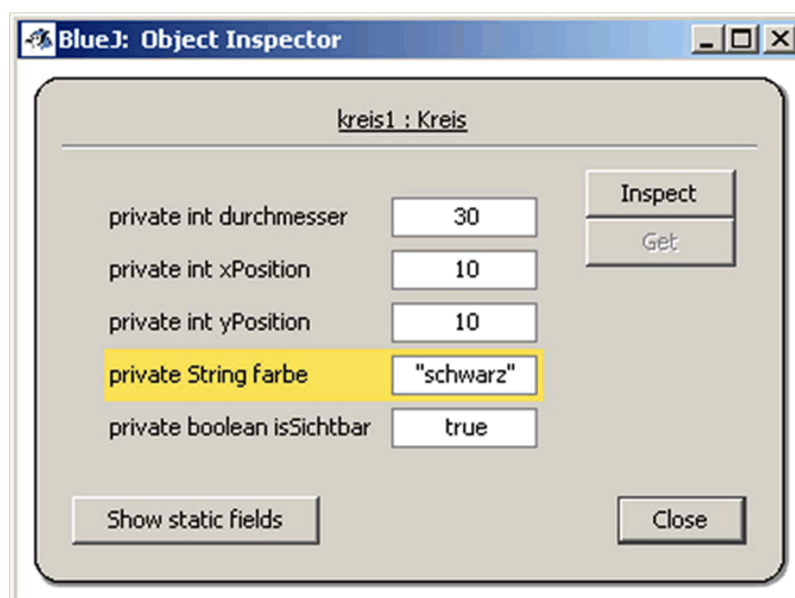 BlueJ: Object Inspector
kreis1 : Kreis
Inspect
private int durchmesser 30
Get
private int xPosition 10
private int yPosition 10
private String farbe "schwarz"
private boolean isSichtbar true
Show static fields Close